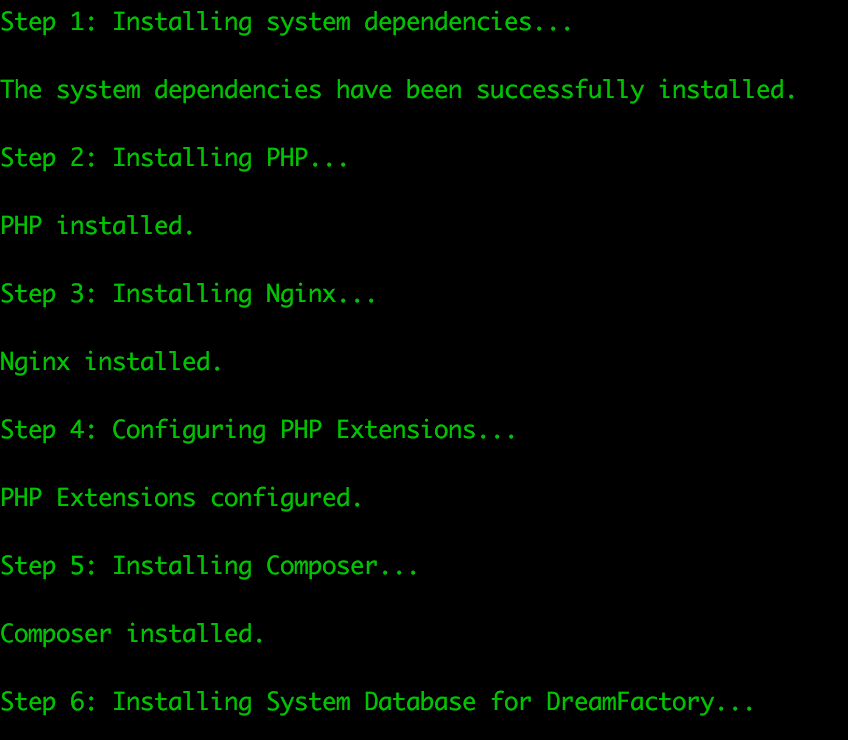 Step 1: Installing system dependencies...
The system dependencies have been successfully installed.
Step 2: Installing PHP...
PHP installed.
Step 3: Installing Nginx...
Nginx installed.
Step 4: Configuring PHP Extensions...
PHP Extensions configured.
Step 5: Installing Composer...
Composer installed.
Step 6: Installing System Database for DreamFactory...